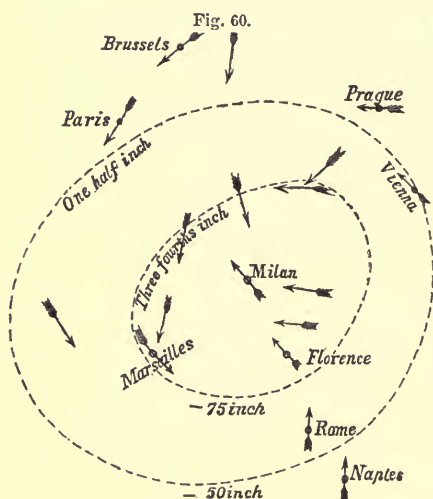 Fig. 60.
Brussels
Paris
Prague
One half inch
Vienna
Three fourths inch
Milan
Marseilles
Florence
— 75 inch
Rome
— 50 inch
Naples